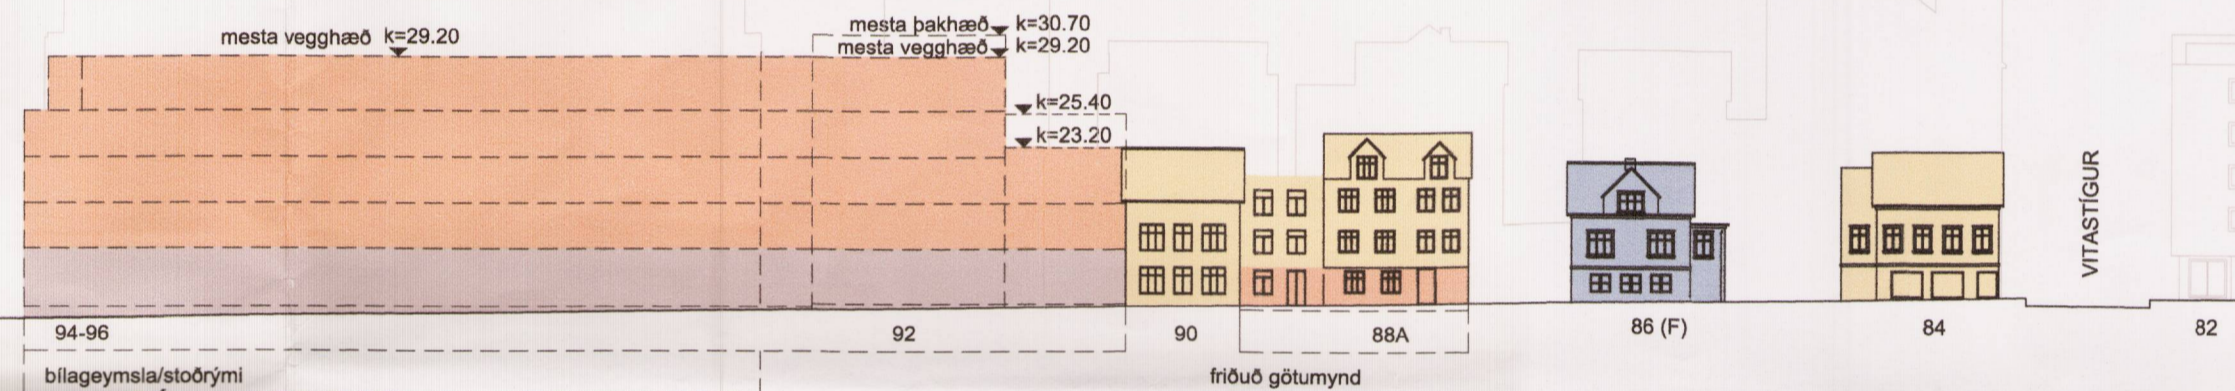 mesta þakhæð k=30.70
mesta vegghæð k=29.20
mesta vegghæð k=29.20
k=25.40
k=23.20
VITASTÍGUR
94-96
92
90
88A
86 (F)
84
82
bílageymsla/stoðrými
friðuð götumynd